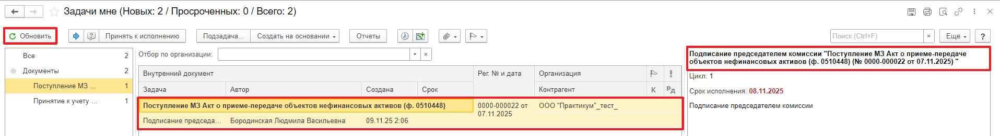 Задачи мне (Новых: 2 / Просроченных: 0 / Всего: 2)
Обновить
Принять к исполнению
Подзадача...
Создать на основании
Отчеты
Поиск (Ctrl+F)
×
Еще
?
Все 2
Документы 2
Поступление МЗ ... 1
Принятие к учету ... 1
Отбор по организации:
Внутренний документ
Рег. № и дата
Организация
Задача
Автор
Создана
Срок
Контрагент
К
Рд
Поступление МЗ Акт о приеме-передаче объектов нефинансовых активов (ф. 0510448)
0000-000022 от
07.11.2025
ООО "Практикум"_тест_
Подписание председа...
Бородинская Людмила Васильевна
09.11.25 2:06
Подписание председателем комиссии "Поступление МЗ Акт о приеме-передаче
объектов нефинансовых активов (ф. 0510448) (№ 0000-000022 от 07.11.2025) "
Цикл: 1
Срок исполнения: 08.11.2025
Подписание председателем комиссии